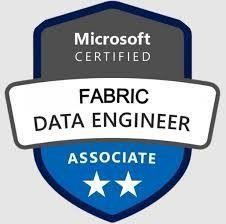 Microsoft
CERTIFIED
FABRIC
DATA ENGINEER
ASSOCIATE